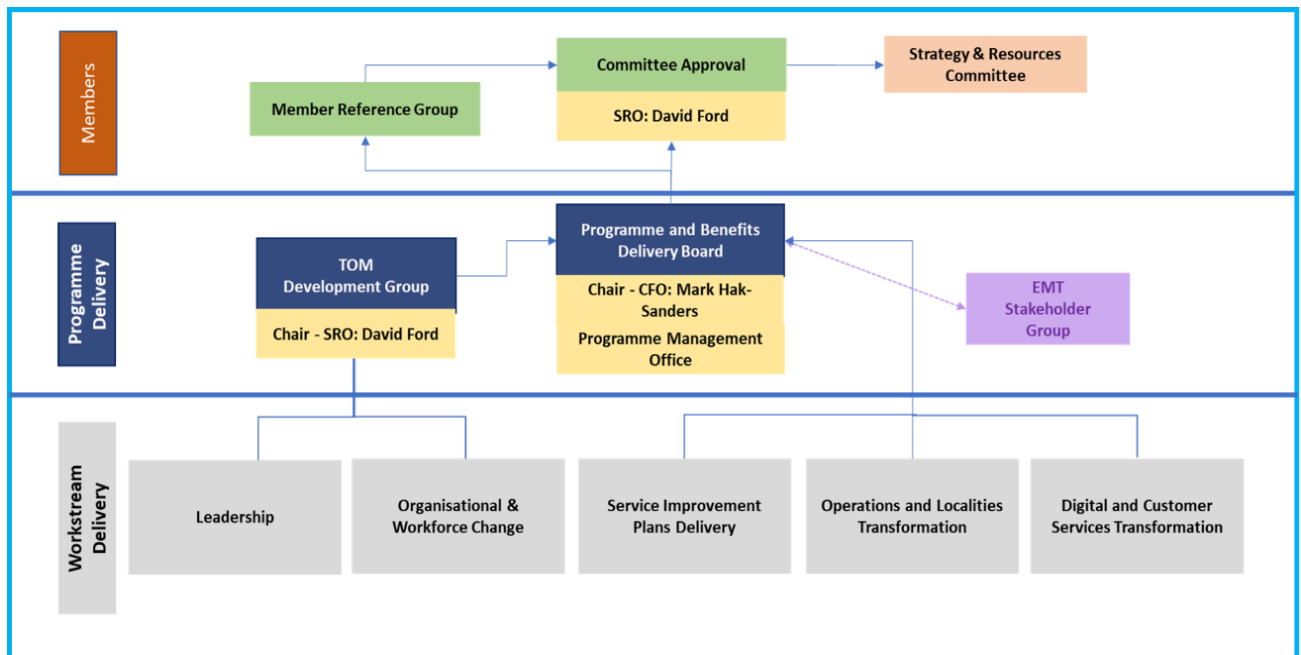 Members
Member Reference Group
Committee Approval
SRO: David Ford
Strategy & Resources
Committee
Programme
Delivery
TOM
Development Group
Chair - SRO: David Ford
Programme and Benefits
Delivery Board
Chair - CFO: Mark Hak-
Sanders
Programme Management
Office
EMT
Stakeholder
Group
Workstream
Delivery
Leadership
Organisational &
Workforce Change
Service Improvement
Plans Delivery
Operations and Localities
Transformation
Digital and Customer
Services Transformation